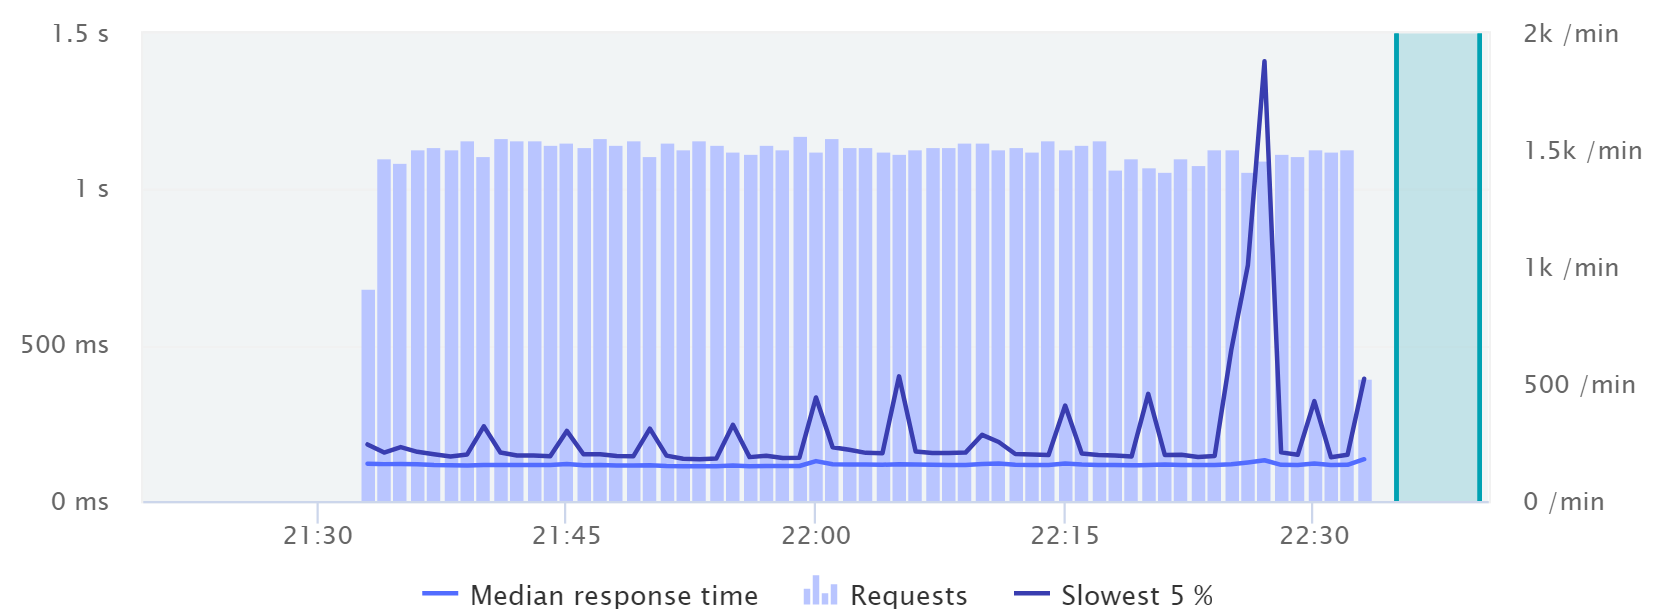 1.5 s
2k /min
1.5k /min
1 s
1k /min
500 ms
500 /min
0 ms
0 /min
21:30 21:45 22:00 22:15 22:30
Median response time Requests Slowest 5 %